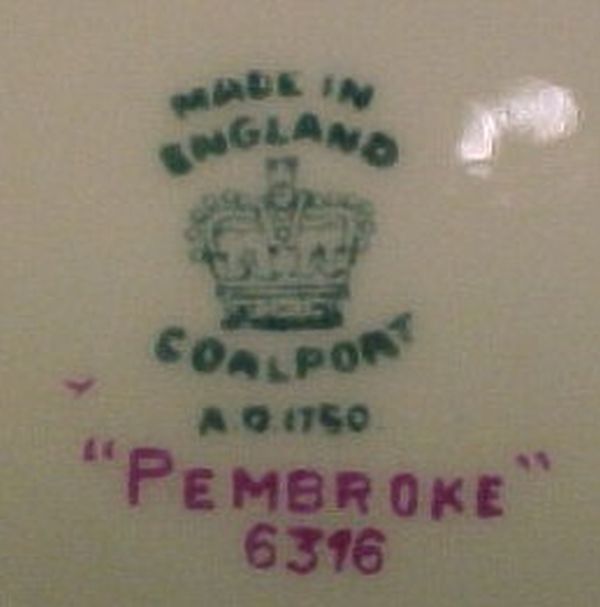 MADE IN
ENGLAND
COALPORT
A.D. 1750
"PEMBROKE"
6316